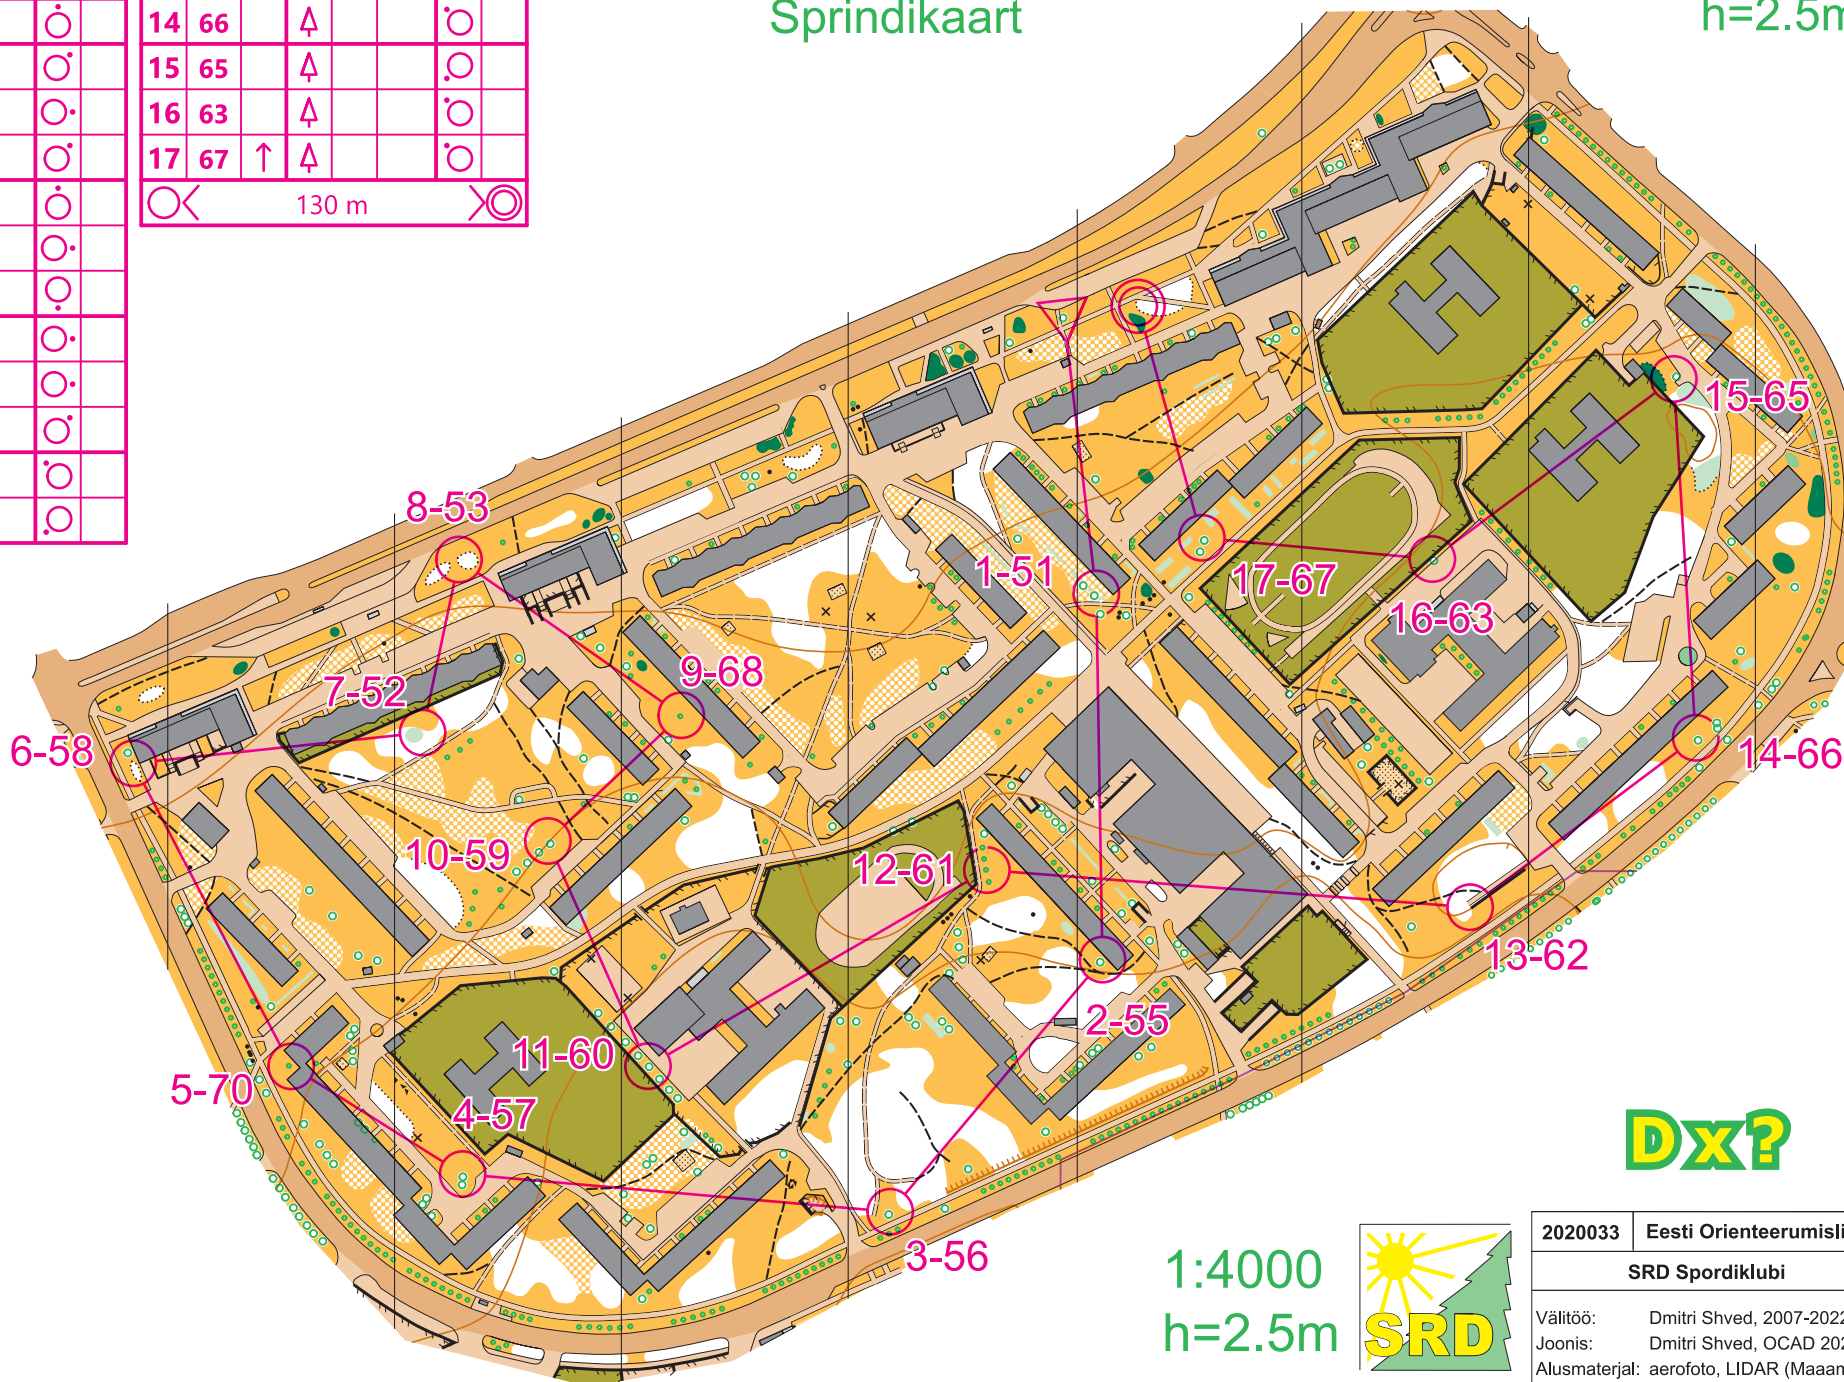 Sprindikaart
h=2.5m
14 66
15 65
16 63
17 67
130 m
8-53
1-51
15-65
17-67
16-63
9-68
7-52
6-58
14-66
10-59
12-61
13-62
2-55
11-60
5-70
4-57
3-56
Dx?
1:4000
h=2.5m
SRD
2020033 Eesti Orienteerumisli
SRD Spordiklubi
Välitöö: Dmitri Shved, 2007-2022
Joonis: Dmitri Shved, OCAD 202
Alusmaterjal: aerofoto, LIDAR (Maaam